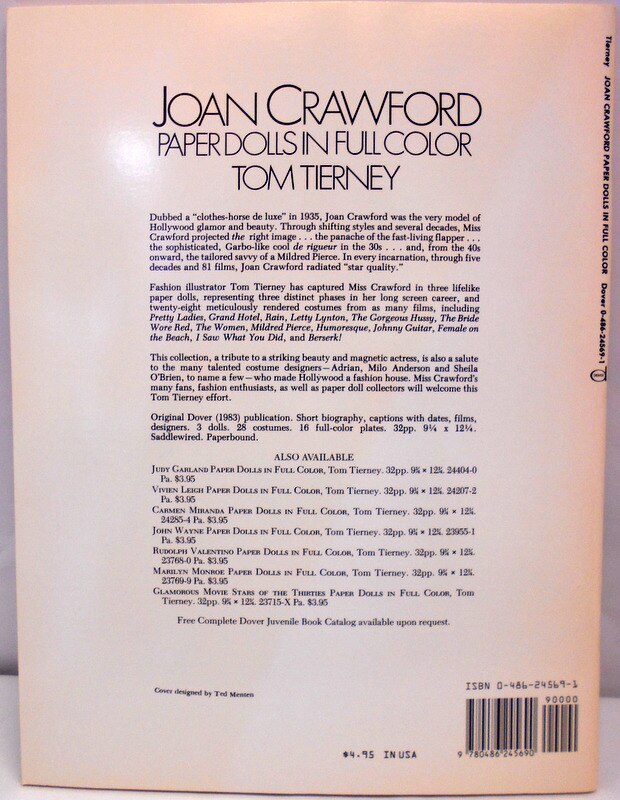 JOAN CRAWFORD
PAPER DOLLS IN FULL COLOR
TOM TIERNEY
Dubbed a "clothes-horse de luxe" in 1935, Joan Crawford was the very model of
Hollywood glamor and beauty. Through shifting styles and several decades, Miss
Crawford projected the right image . . . the panache of the fast-living flapper . . .
the sophisticated, Garbo-like cool de rigueur in the 30s . . . and, from the 40s
onward, the tailored savvy of a Mildred Pierce. In every incarnation, through five
decades and 81 films, Joan Crawford radiated "star quality."
Fashion illustrator Tom Tierney has captured Miss Crawford in three lifelike
paper dolls, representing three distinct phases in her long screen career, and
twenty-eight meticulously rendered costumes from as many films, including
Pretty Ladies, Grand Hotel, Rain, Letty Lynton, The Gorgeous Hussy, The Bride
Wore Red, The Women, Mildred Pierce, Humoresque, Johnny Guitar, Female on
the Beach, I Saw What You Did, and Berserk!
This collection, a tribute to a striking beauty and magnetic actress, is also a salute
to the many talented costume designers—Adrian, Milo Anderson and Sheila
O'Brien, to name a few—who made Hollywood a fashion house. Miss Crawford's
many fans, fashion enthusiasts, as well as paper doll collectors will welcome this
Tom Tierney effort.
Original Dover (1983) publication. Short biography, captions with dates, films,
designers. 3 dolls. 28 costumes. 16 full-color plates. 32pp. 9¼ x 12¼.
Saddlewired. Paperbound.
ALSO AVAILABLE
JUDY GARLAND PAPER DOLLS IN FULL COLOR, Tom Tierney. 32pp. 9¼ × 12¼. 24404-0
Pa. $3.95
VIVIEN LEIGH PAPER DOLLS IN FULL COLOR, Tom Tierney. 32pp. 9¼ × 12¼. 24207-2
Pa. $3.95
CARMEN MIRANDA PAPER DOLLS IN FULL COLOR, Tom Tierney. 32pp. 9¼ × 12¼.
24285-4 Pa. $3.95
JOHN WAYNE PAPER DOLLS IN FULL COLOR, Tom Tierney. 32pp. 9¼ × 12¼. 23955-1
Pa. $3.95
RUDOLPH VALENTINO PAPER DOLLS IN FULL COLOR, Tom Tierney. 32pp. 9¼ × 12¼.
23768-0 Pa. $3.95
MARILYN MONROE PAPER DOLLS IN FULL COLOR, Tom Tierney. 32pp. 9¼ × 12¼.
23769-9 Pa. $3.95
GLAMOROUS MOVIE STARS OF THE THIRTIES PAPER DOLLS IN FULL COLOR, Tom
Tierney. 32pp. 9¼ × 12¼. 23715-X Pa. $3.95
Free Complete Dover Juvenile Book Catalog available upon request.
Cover designed by Ted Menten
$4.95 IN USA
ISBN 0-486-24569-1
90000
9 780486 245690
Tierney JOAN CRAWFORD PAPER DOLLS IN FULL COLOR Dover 0-486-24569-1